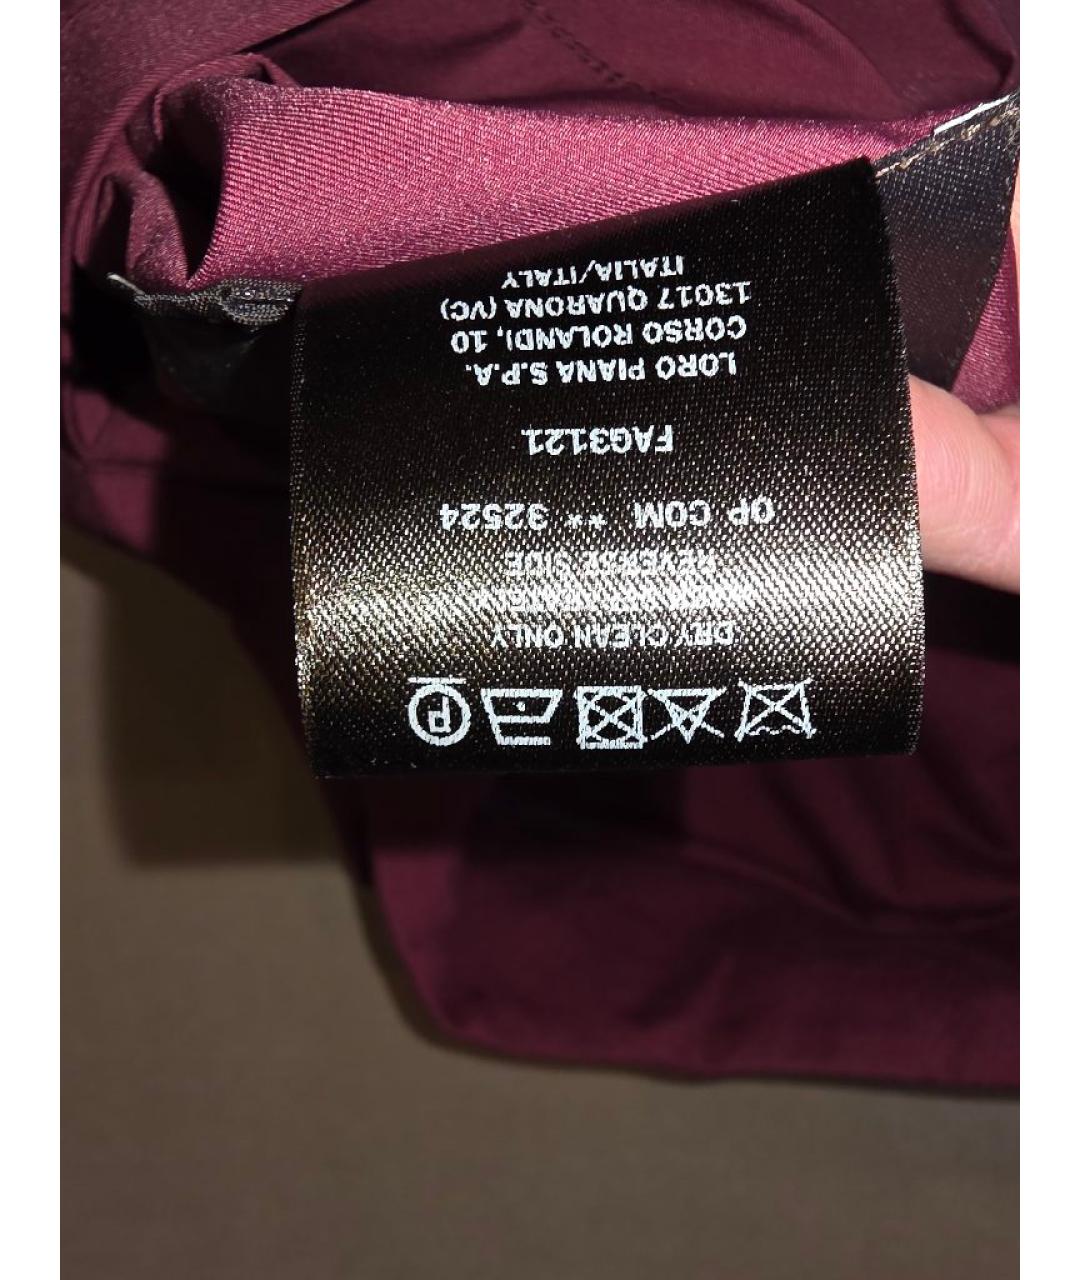 DRY CLEAN ONLY
REVERSE SIDE
OP COM ** 32524
FAG3121
LORO PIANA S.P.A.
CORSO ROLANDI, 10
13017 QUARONA (VC)
ITALIA/ITALY